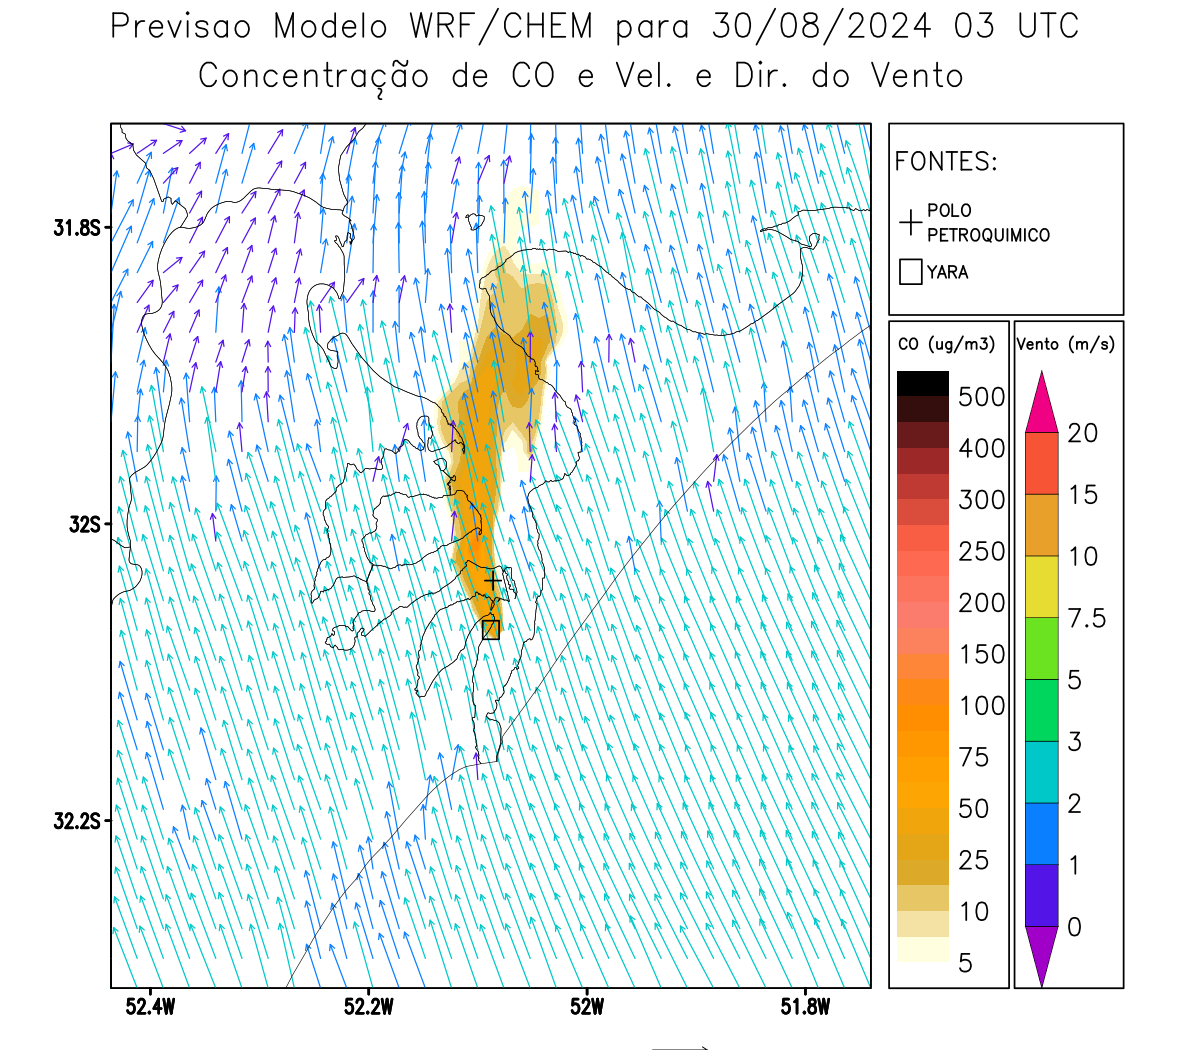 Previsao Modelo WRF/CHEM para 30/08/2024 03 UTC
Concentração de CO e Vel. e Dir. do Vento
FONTES:
POLO
PETROQUIMICO
YARA
CO (ug/m3)
500
400
300
250
200
150
100
75
50
25
10
5
Vento (m/s)
20
15
10
7.5
5
3
2
1
0
31.8S
32S
32.2S
52.4W
52.2W
52W
51.8W